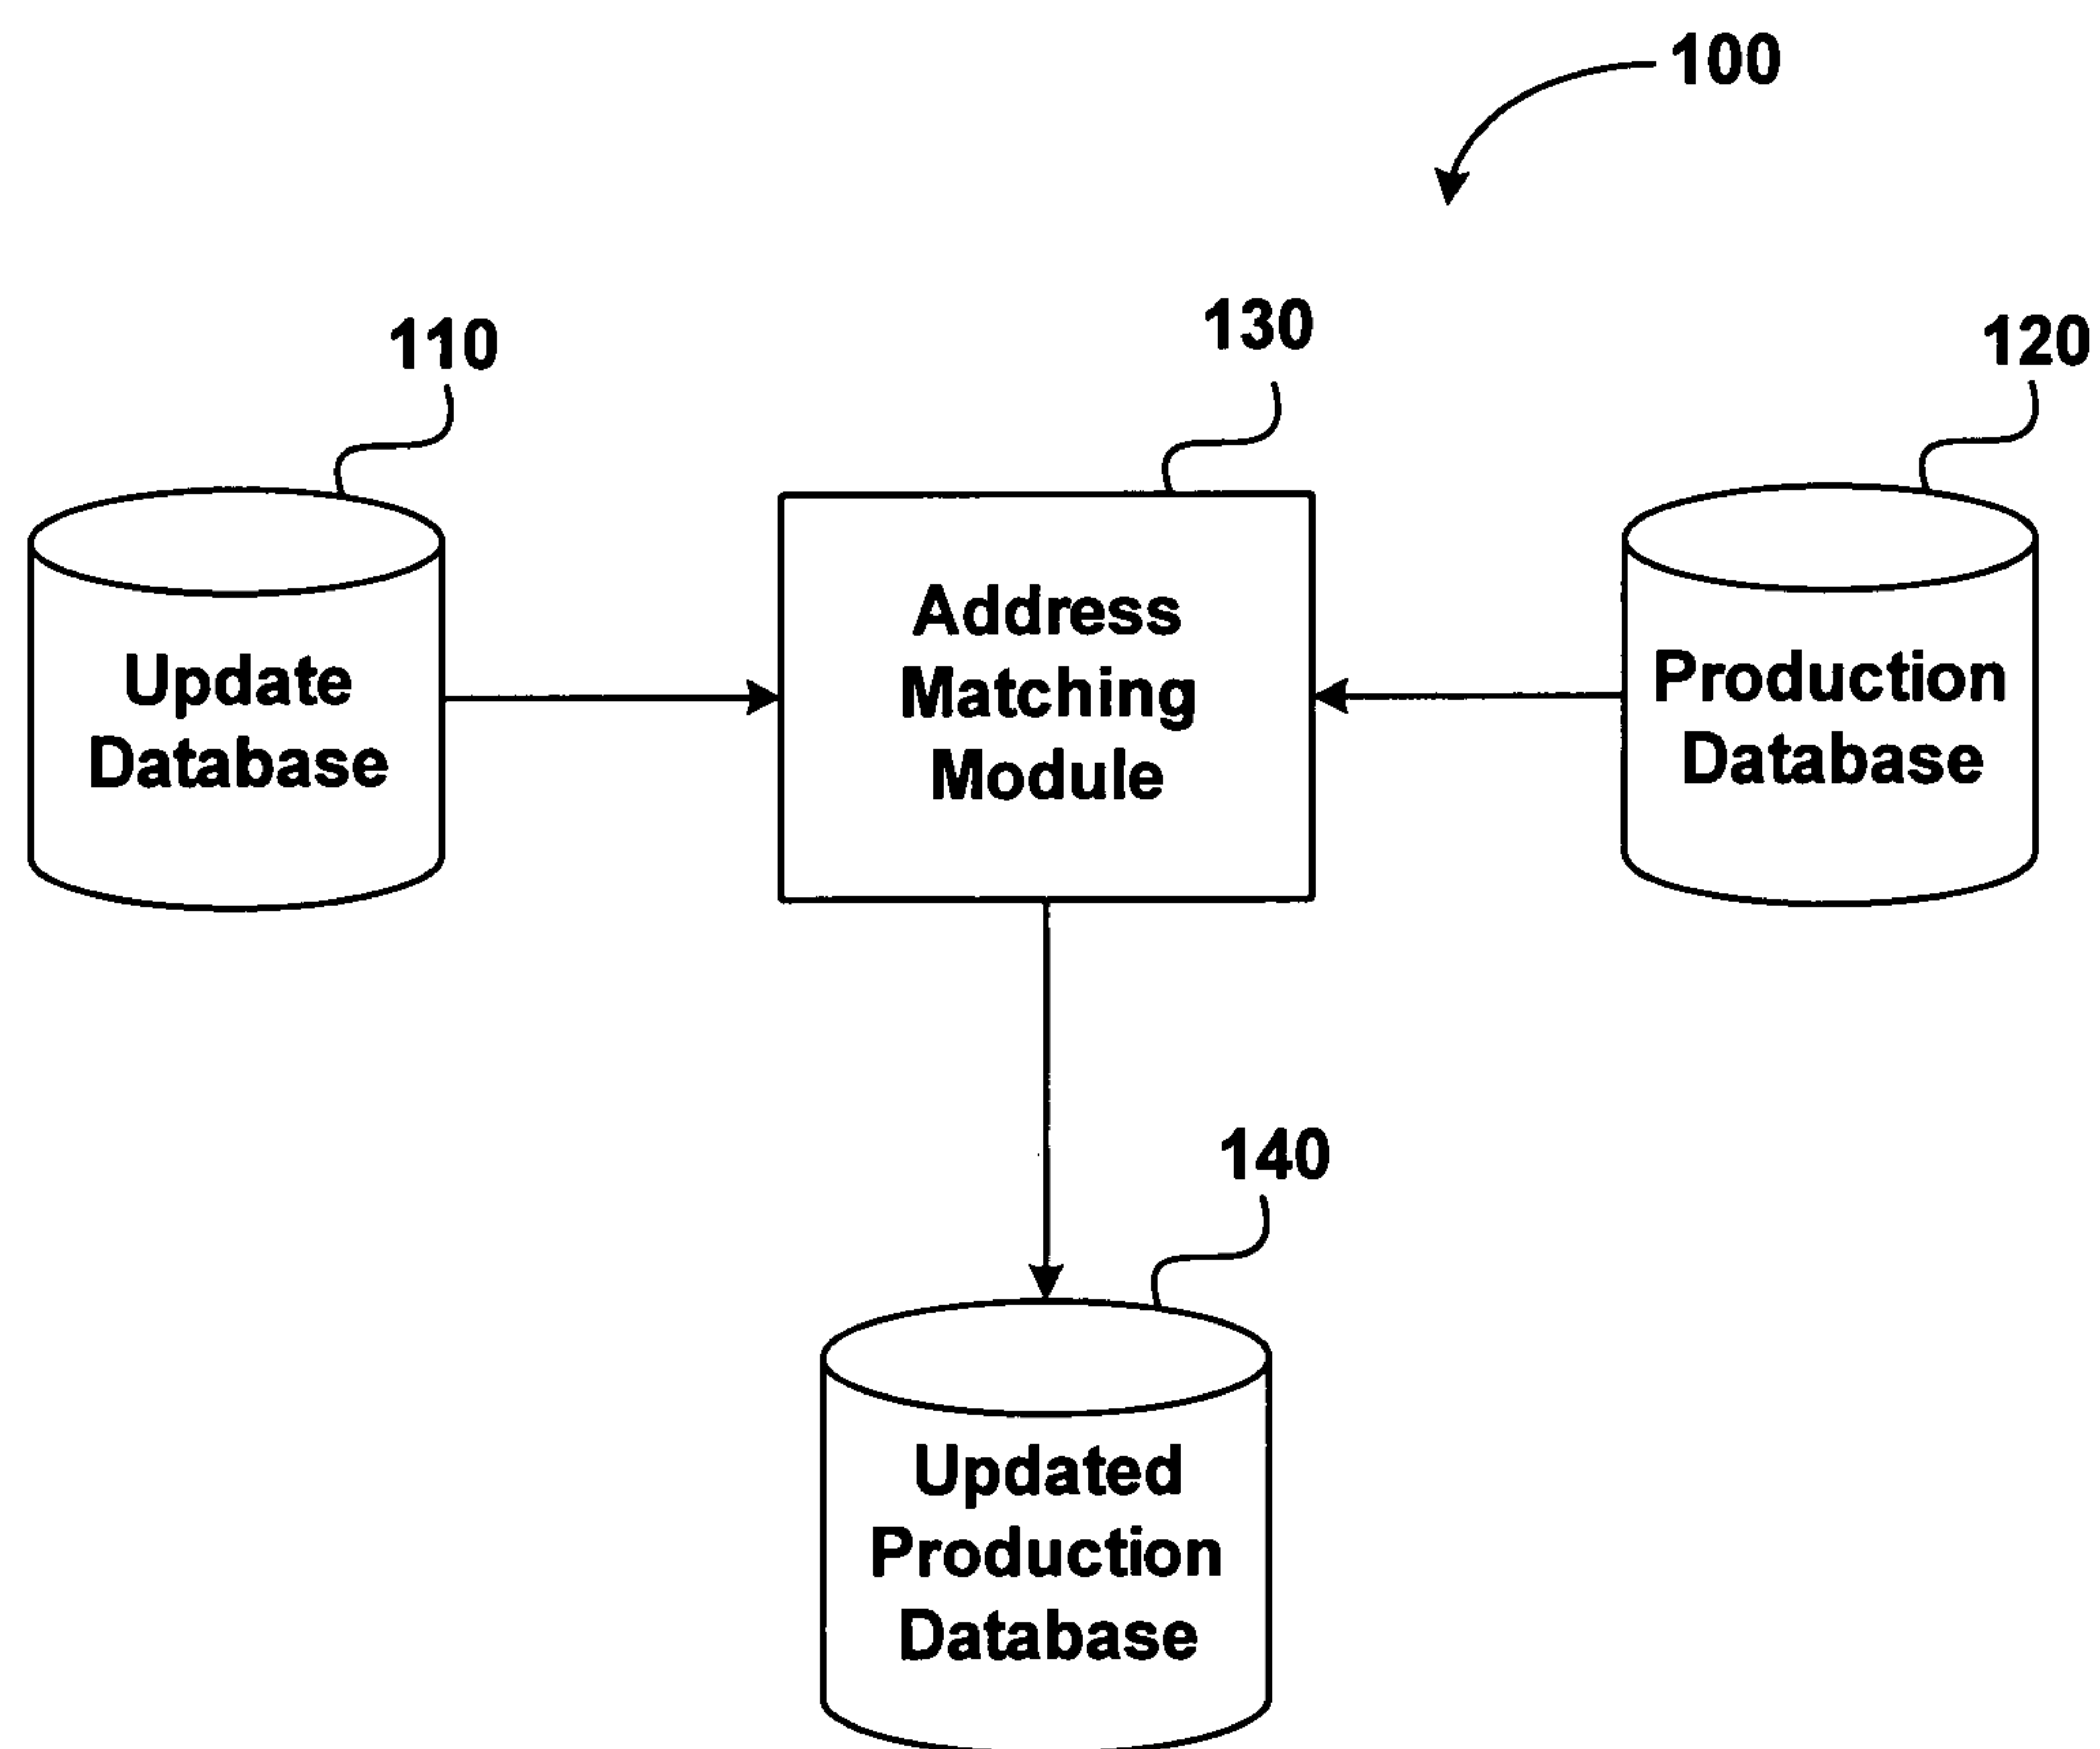 100
110
130
120
Update
Database
Address
Matching
Module
Production
Database
140
Updated
Production
Database